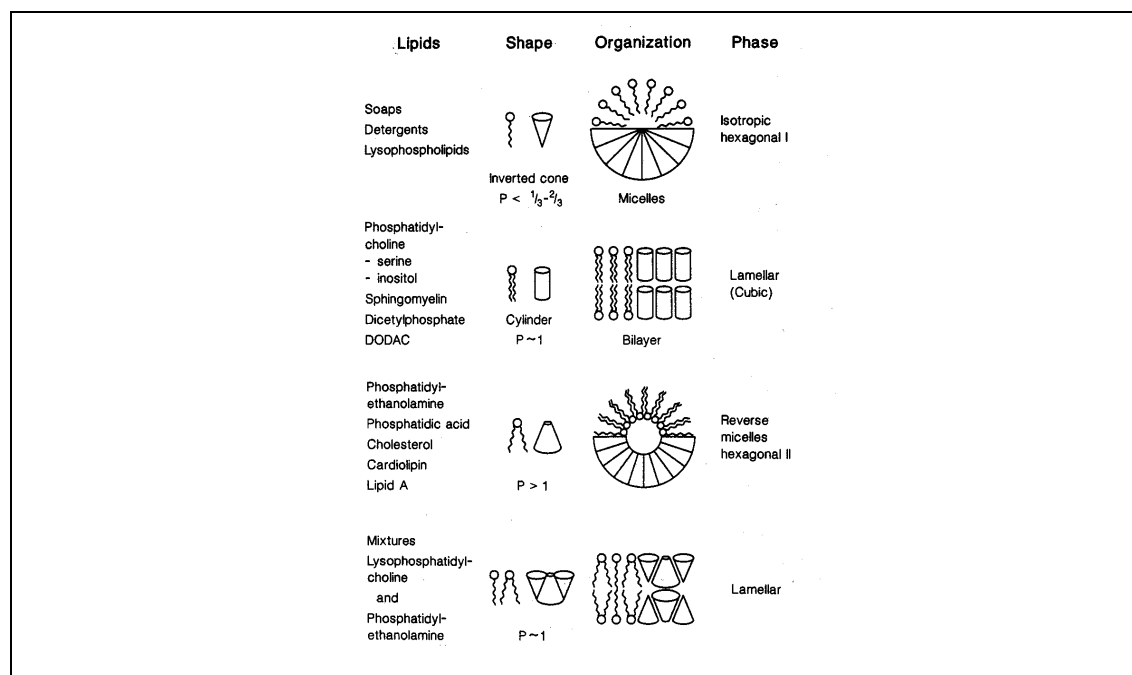 Lipids Shape Organization Phase
Soaps
Detergents
Lysophospholipids
Inverted cone
P < 1/3-2/3
Micelles
Isotropic
hexagonal I
Phosphatidyl-
choline
- serine
- inositol
Sphingomyelin
Dicetylphosphate
DODAC
Cylinder
P~1
Bilayer
Lamellar
(Cubic)
Phosphatidyl-
ethanolamine
Phosphatidic acid
Cholesterol
Cardiolipin
Lipid A
P > 1
Reverse
micelles
hexagonal II
Mixtures
Lysophosphatidyl-
choline
and
Phosphatidyl-
ethanolamine
P~1
Lamellar